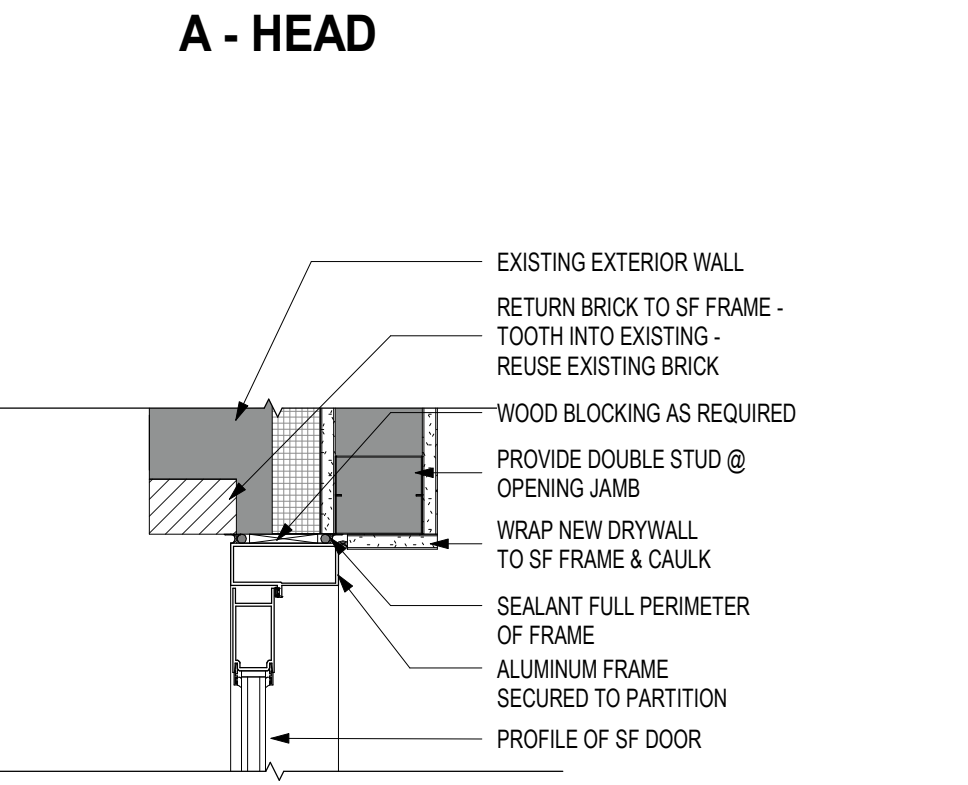 A - HEAD
EXISTING EXTERIOR WALL
RETURN BRICK TO SF FRAME -
TOOTH INTO EXISTING -
REUSE EXISTING BRICK
WOOD BLOCKING AS REQUIRED
PROVIDE DOUBLE STUD @
OPENING JAMB
WRAP NEW DRYWALL
TO SF FRAME & CAULK
SEALANT FULL PERIMETER
OF FRAME
ALUMINUM FRAME
SECURED TO PARTITION
PROFILE OF SF DOOR